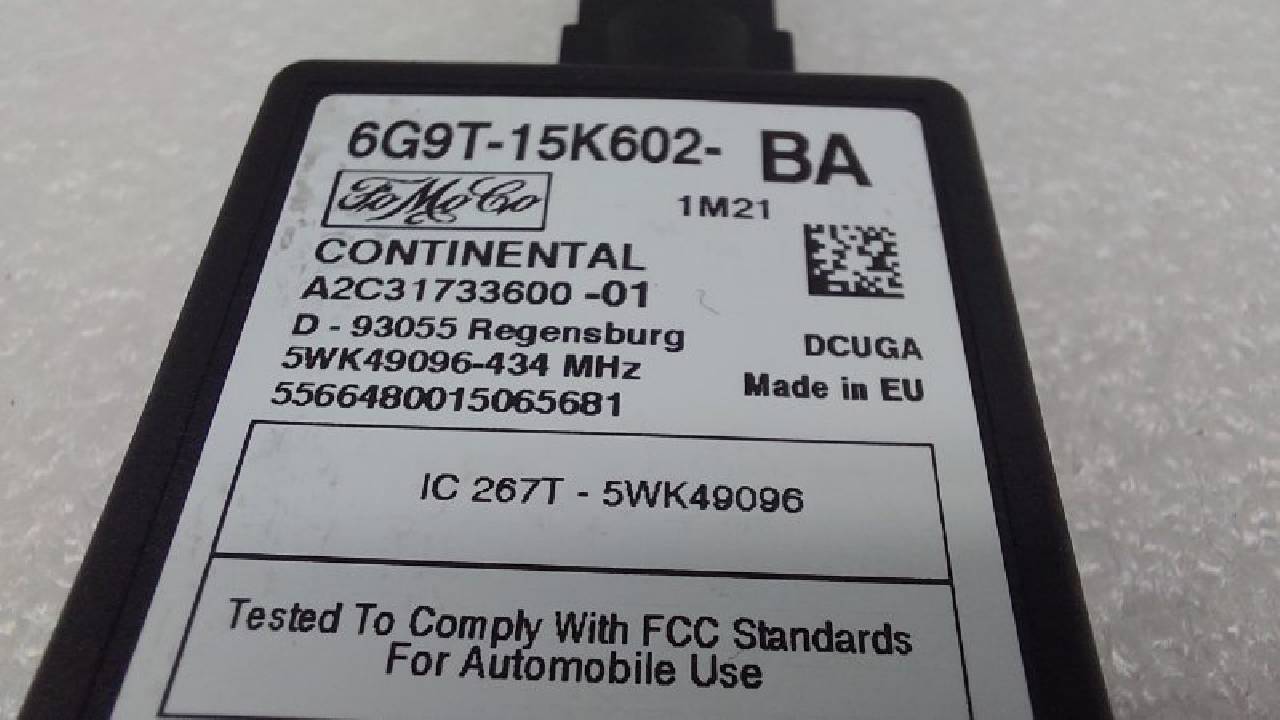 6G9T-15K602- BA
FoMoCo 1M21
CONTINENTAL
A2C31733600 -01
D - 93055 Regensburg
DCUGA
5WK49096-434 MHz
Made in EU
5566480015065681
IC 267T - 5WK49096
Tested To Comply With FCC Standards
For Automobile Use